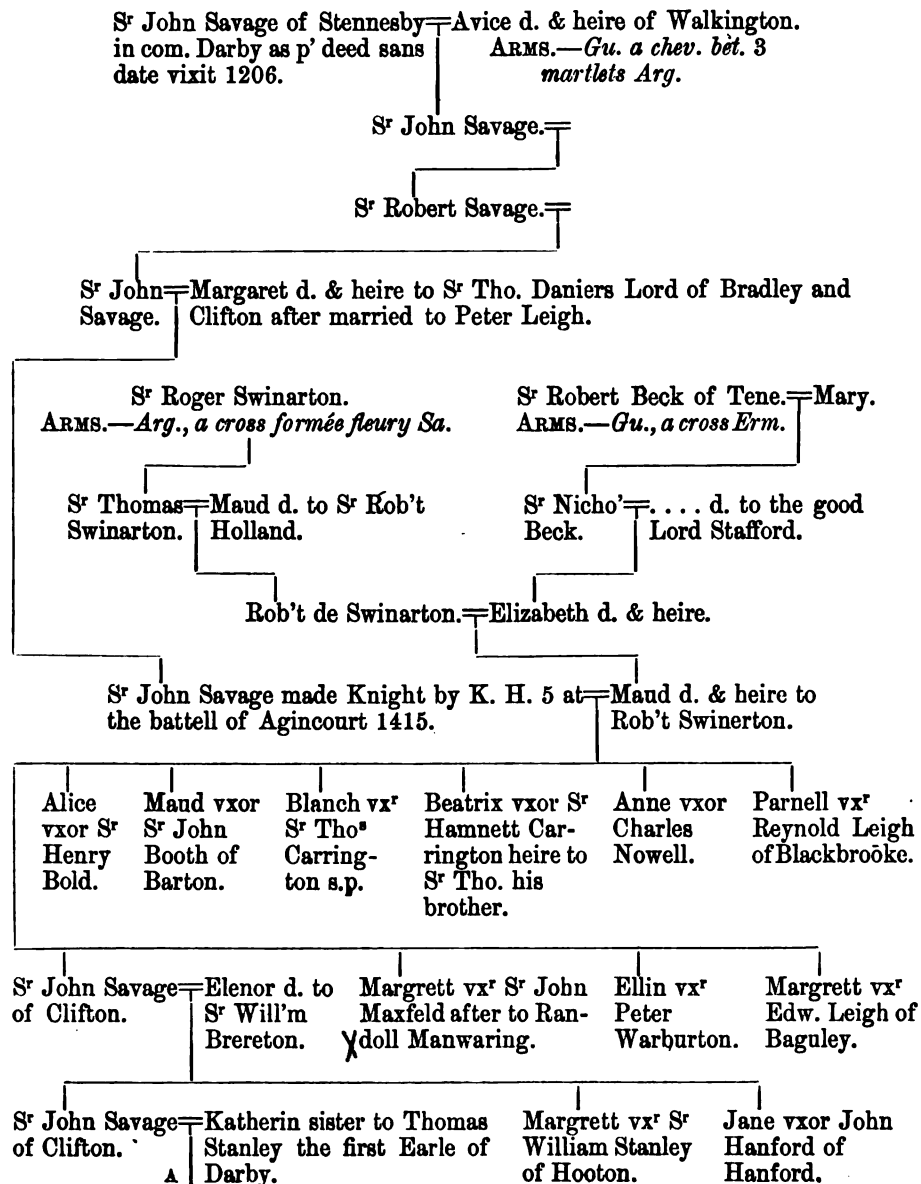 Sʳ John Savage of Stennesby
in com. Darby as p' deed sans
date vixit 1206.
Avice d. & heire of Walkington.
ARMS.—Gu. a chev. bèt. 3
martlets Arg.
Sʳ John Savage.
Sʳ Robert Savage.
Sʳ John
Savage.
Margaret d. & heire to Sʳ Tho. Daniers Lord of Bradley and
Clifton after married to Peter Leigh.
Sʳ Roger Swinarton.
ARMS.—Arg., a cross formée fleury Sa.
Sʳ Robert Beck of Tene.
ARMS.—Gu., a cross Erm.
Mary.
Sʳ Thomas
Swinarton.
Maud d. to Sʳ Rob't
Holland.
Sʳ Nicho'
Beck.
.... d. to the good
Lord Stafford.
Rob't de Swinarton.
Elizabeth d. & heire.
Sʳ John Savage made Knight by K. H. 5 at
the battell of Agincourt 1415.
Maud d. & heire to
Rob't Swinerton.
Alice
vxor Sʳ
Henry
Bold.
Maud vxor
Sʳ John
Booth of
Barton.
Blanch vxʳ
Sʳ Thoˢ
Carring-
ton s.p.
Beatrix vxor Sʳ
Hamnett Car-
rington heire to
Sʳ Tho. his
brother.
Anne vxor
Charles
Nowell.
Parnell vxʳ
Reynold Leigh
of Blackbroōke.
Sʳ John Savage
of Clifton.
Elenor d. to
Sʳ Will'm
Brereton.
Margrett vxʳ Sʳ John
Maxfeld after to Ran-
doll Manwaring.
Ellin vxʳ
Peter
Warburton.
Margrett vxʳ
Edw. Leigh of
Baguley.
Sʳ John Savage
of Clifton.
A
Katherin sister to Thomas
Stanley the first Earle of
Darby.
Margrett vxʳ Sʳ
William Stanley
of Hooton.
Jane vxor John
Hanford of
Hanford.